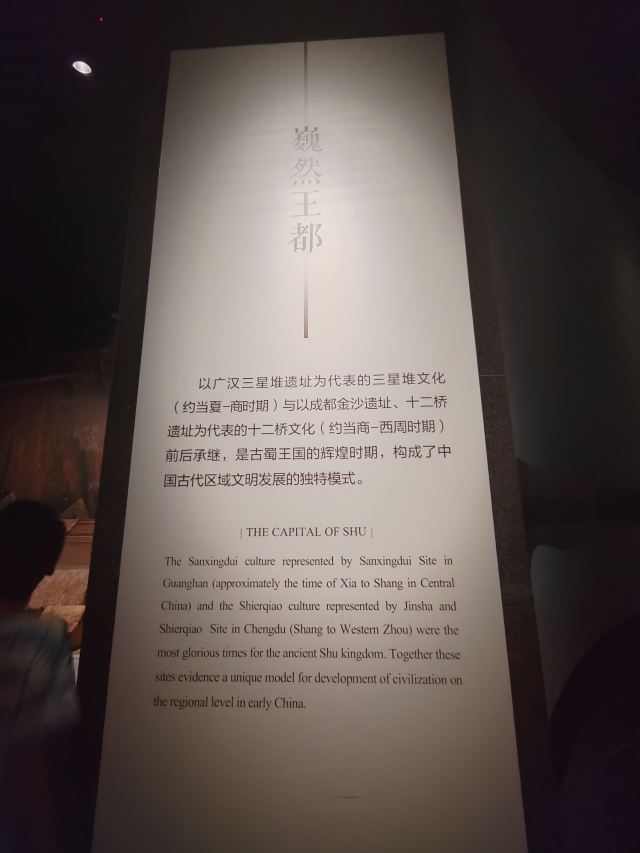 巍然王都
以广汉三星堆遗址为代表的三星堆文化
（约当夏-商时期）与以成都金沙遗址、十二桥
遗址为代表的十二桥文化（约当商-西周时期）
前后承继，是古蜀王国的辉煌时期，构成了中
国古代区域文明发展的独特模式。
| THE CAPITAL OF SHU |
The Sanxingdui culture represented by Sanxingdui Site in
Guanghan (approximately the time of Xia to Shang in Central
China) and the Shierqiao culture represented by Jinsha and
Shierqiao Site in Chengdu (Shang to Western Zhou) were the
most glorious times for the ancient Shu kingdom. Together these
sites evidence a unique model for development of civilization on
the regional level in early China.